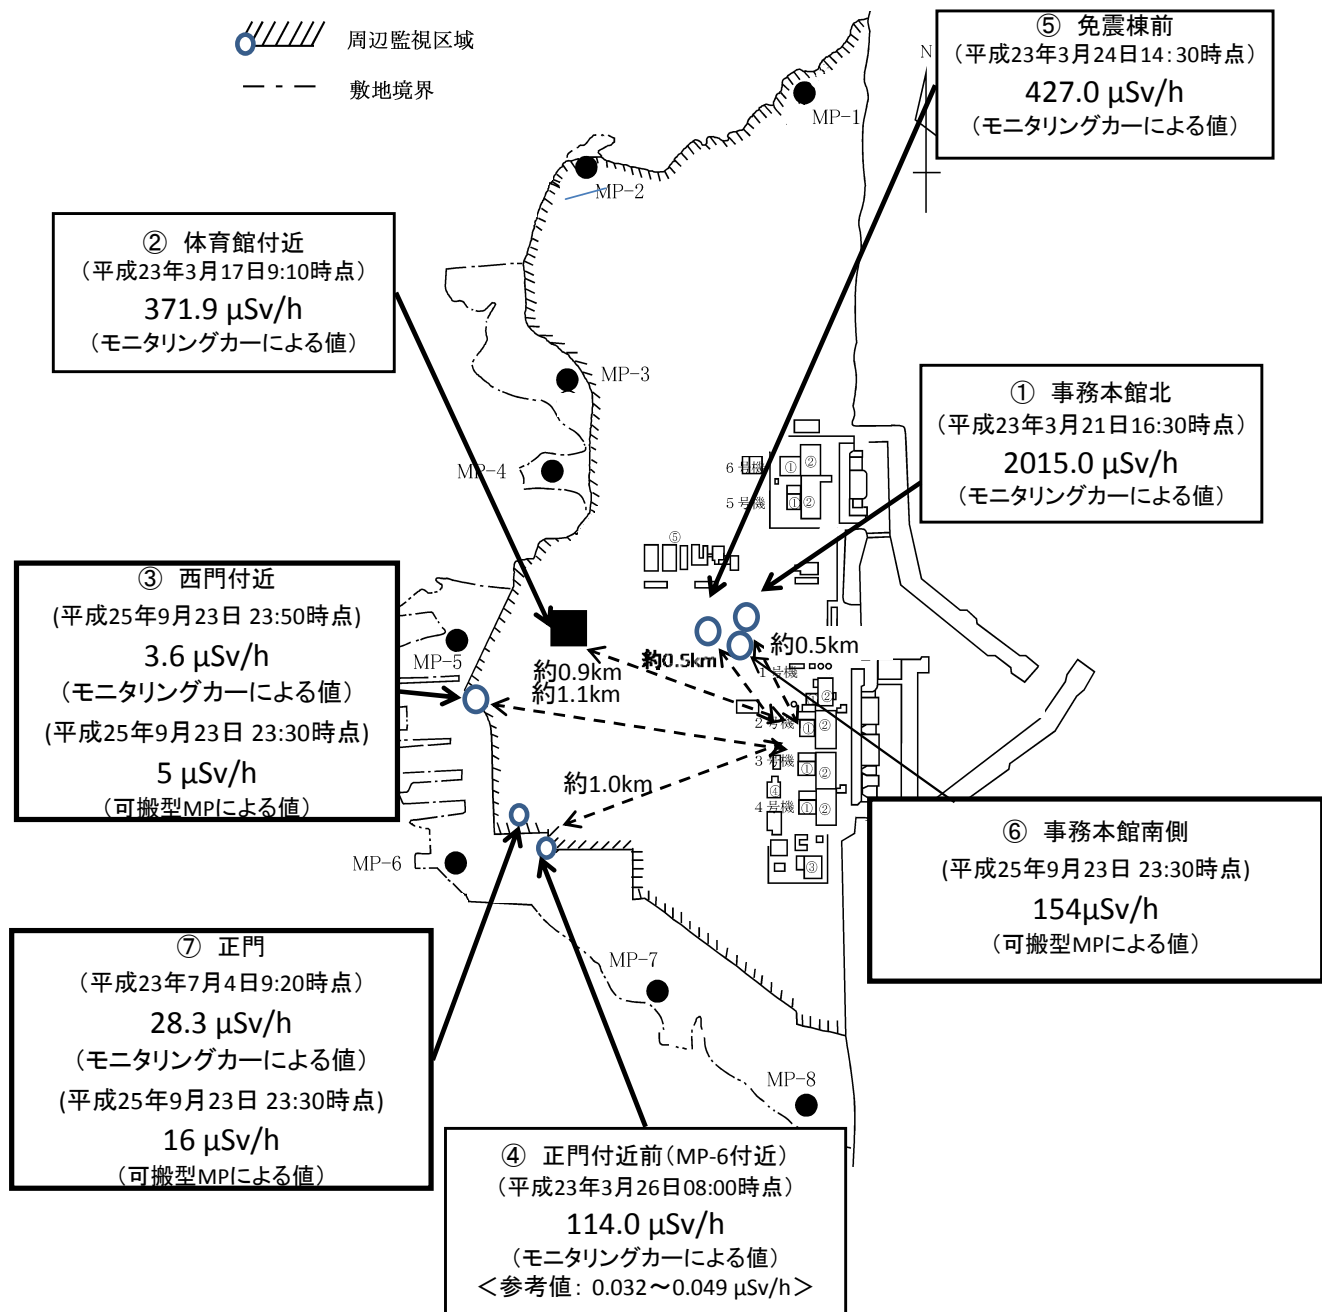 周辺監視区域
敷地境界
⑤ 免震棟前
（平成23年3月24日14：30時点）
427.0 µSv/h
（モニタリングカーによる値）
N
MP-1
MP-2
② 体育館付近
（平成23年3月17日9:10時点）
371.9 µSv/h
（モニタリングカーによる値）
MP-3
① 事務本館北
（平成23年3月21日16:30時点）
2015.0 µSv/h
（モニタリングカーによる値）
MP-4
6号機
① ②
5号機
① ②
⑤
③ 西門付近
(平成25年9月23日 23:50時点)
3.6 µSv/h
（モニタリングカーによる値）
(平成25年9月23日 23:30時点)
5 µSv/h
（可搬型MPによる値）
MP-5
約0.9km
約1.1km
約0.5km
約0.5km
1号機
②
2号機
① ②
3号機
① ②
④
4号機
① ②
③
約1.0km
MP-6
⑥ 事務本館南側
(平成25年9月23日 23:30時点)
154µSv/h
（可搬型MPによる値）
⑦ 正門
（平成23年7月4日9:20時点）
28.3 µSv/h
（モニタリングカーによる値）
(平成25年9月23日 23:30時点)
16 µSv/h
（可搬型MPによる値）
MP-7
MP-8
④ 正門付近前（MP-6付近）
（平成23年3月26日08:00時点）
114.0 µSv/h
（モニタリングカーによる値）
＜参考値：0.032～0.049 µSv/h＞